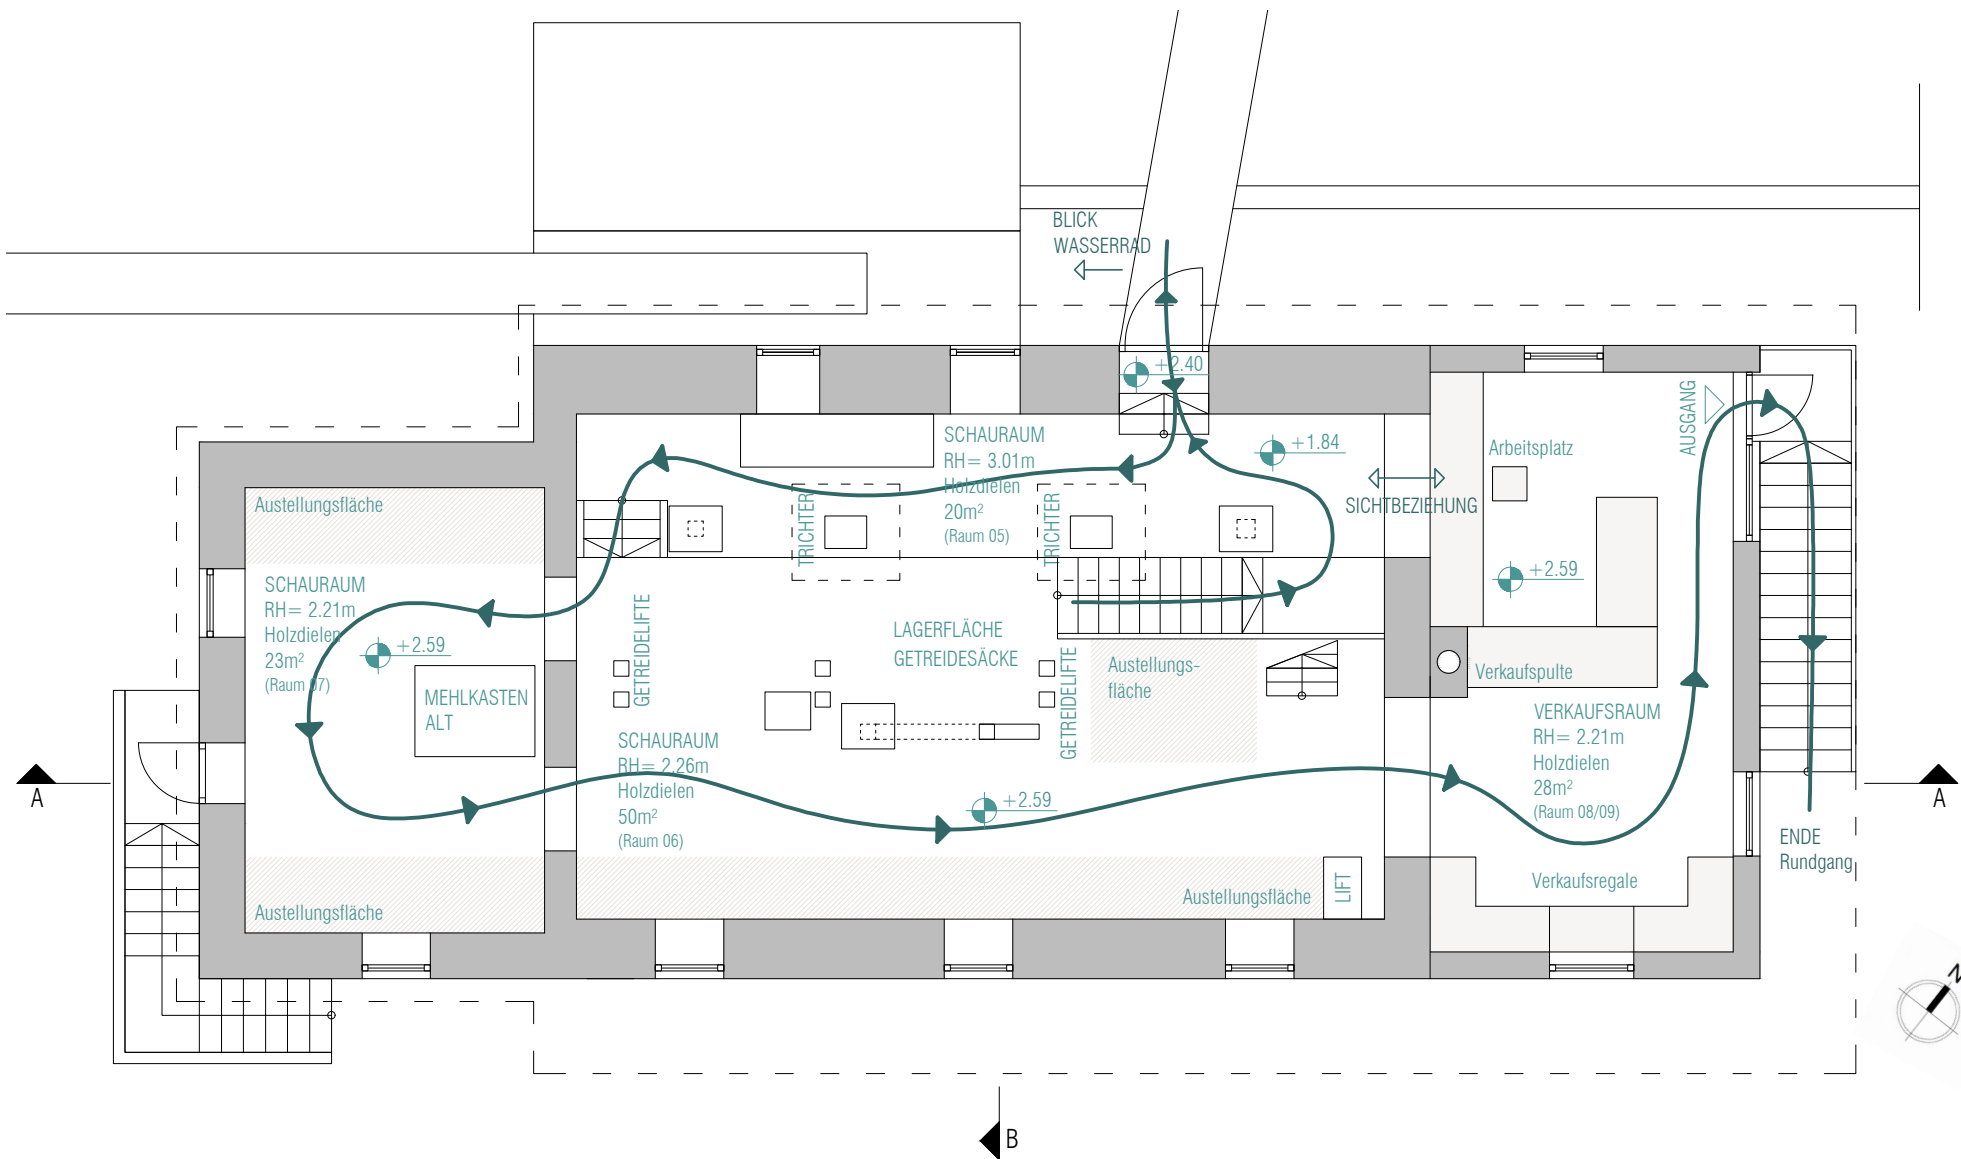 BLICK
WASSERRAD
+2.40
SCHAURAUM
RH= 3.01m
Holzdielen
20m²
(Raum 05)
+1.84
SICHTBEZIEHUNG
AUSGANG
Arbeitsplatz
+2.59
Verkaufspulte
TRICHTER
TRICHTER
Austellungsfläche
SCHAURAUM
RH= 2.21m
Holzdielen
23m²
(Raum 07)
+2.59
MEHLKASTEN
ALT
Austellungsfläche
GETREIDELIFTE
LAGERFLÄCHE
GETREIDESÄCKE
GETREIDELIFTE
Austellungs-
fläche
SCHAURAUM
RH= 2.26m
Holzdielen
50m²
(Raum 06)
+2.59
Austellungsfläche
LIFT
VERKAUFSRAUM
RH= 2.21m
Holzdielen
28m²
(Raum 08/09)
Verkaufsregale
ENDE
Rundgang
A
A
B
N